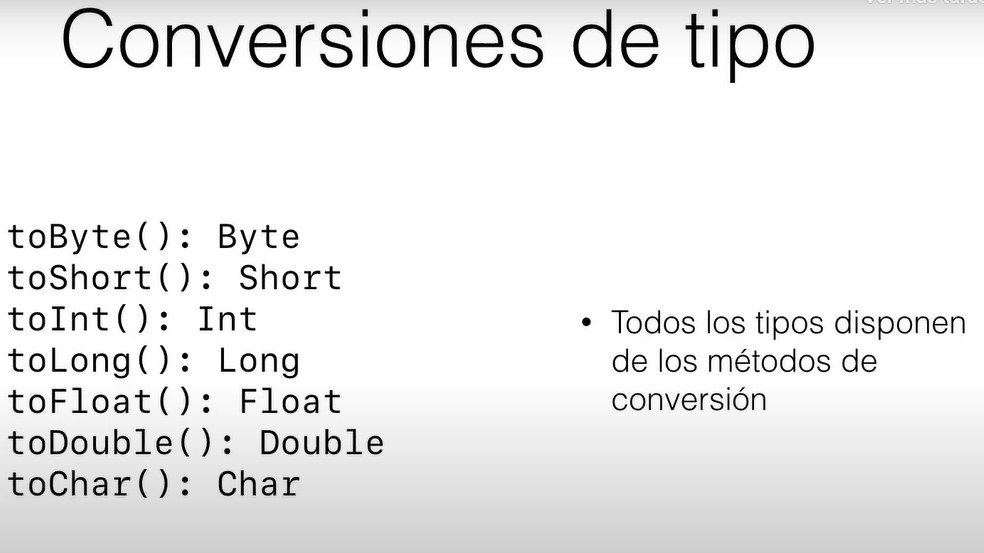 Conversiones de tipo
toByte(): Byte
toShort(): Short
toInt(): Int
toLong(): Long
toFloat(): Float
toDouble(): Double
toChar(): Char
• Todos los tipos disponen
de los métodos de
conversión